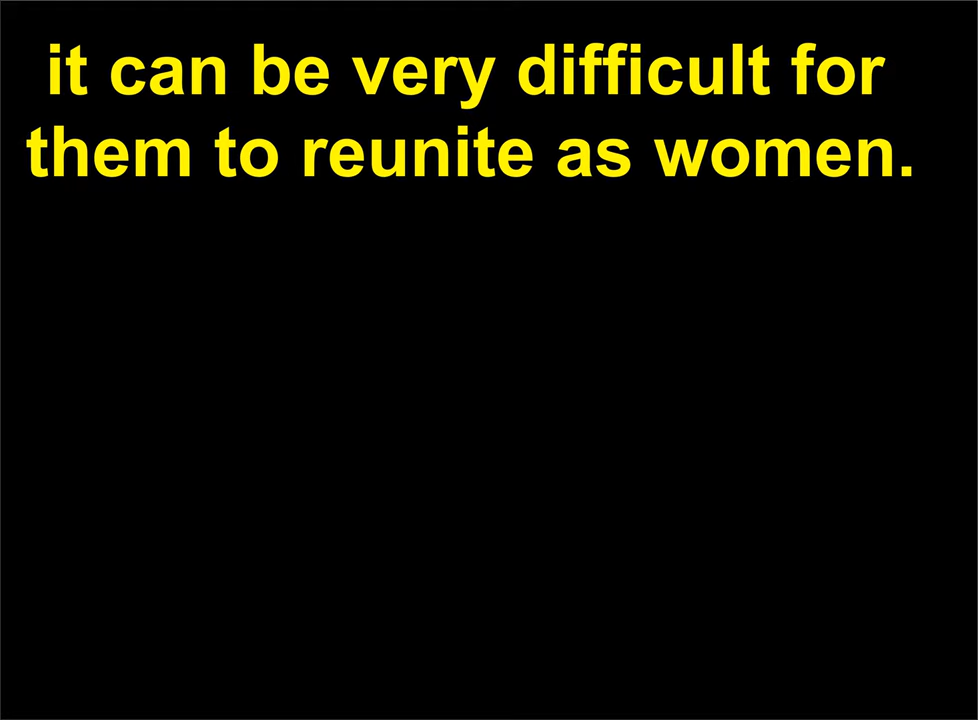 it can be very difficult for
them to reunite as women.